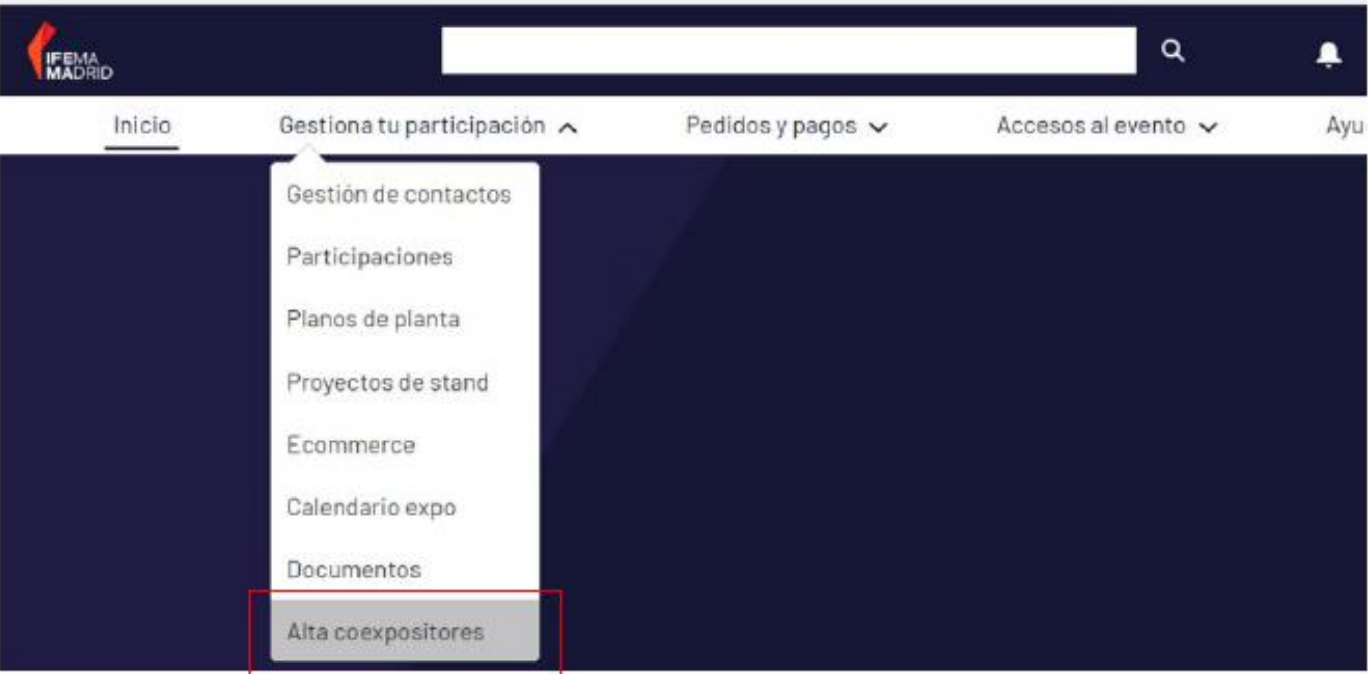 IFEMA
MADRID
Inicio
Gestiona tu participación
Pedidos y pagos
Accesos al evento
Ayu
Gestión de contactos
Participaciones
Planos de planta
Proyectos de stand
Ecommerce
Calendario expo
Documentos
Alta coexpositores